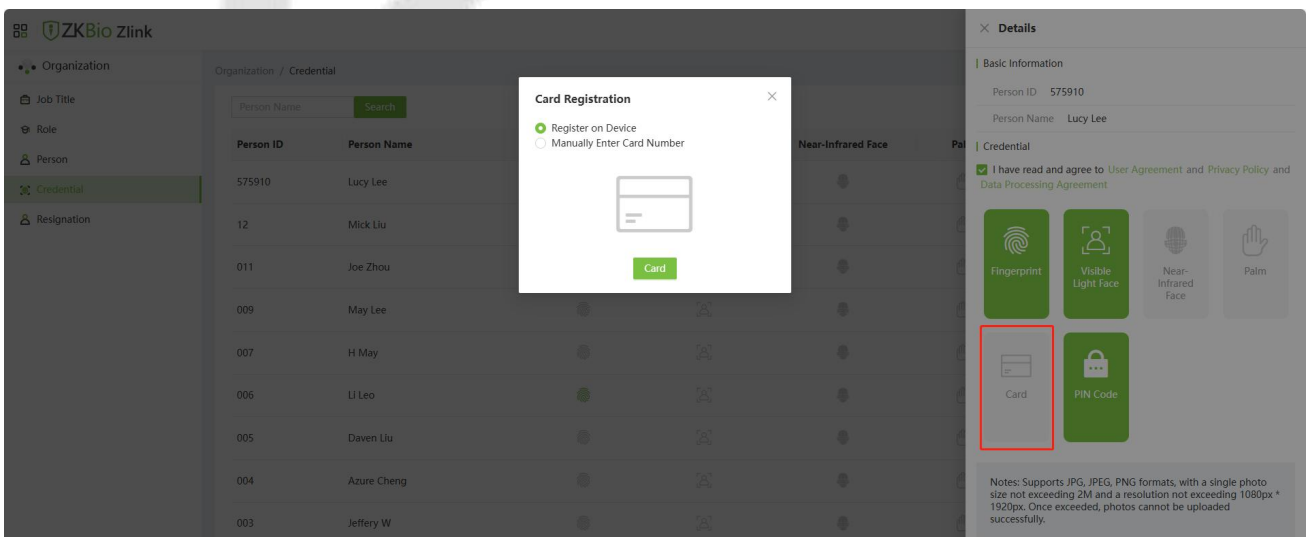 ZKBio Zlink
Organization
Job Title
Role
Person
Credential
Resignation
Organization / Credential
Person Name Search
Person ID Person Name Near-Infrared Face Pal
575910 Lucy Lee
12 Mick Liu
011 Joe Zhou
009 May Lee
007 H May
006 Li Leo
005 Daven Liu
004 Azure Cheng
003 Jeffery W
Card Registration
Register on Device
Manually Enter Card Number
Card
Details
Basic Information
Person ID 575910
Person Name Lucy Lee
Credential
I have read and agree to User Agreement and Privacy Policy and
Data Processing Agreement
Fingerprint
Visible
Light Face
Near-
Infrared
Face
Palm
Card
PIN Code
Notes: Supports JPG, JPEG, PNG formats, with a single photo
size not exceeding 2M and a resolution not exceeding 1080px *
1920px. Once exceeded, photos cannot be uploaded
successfully.